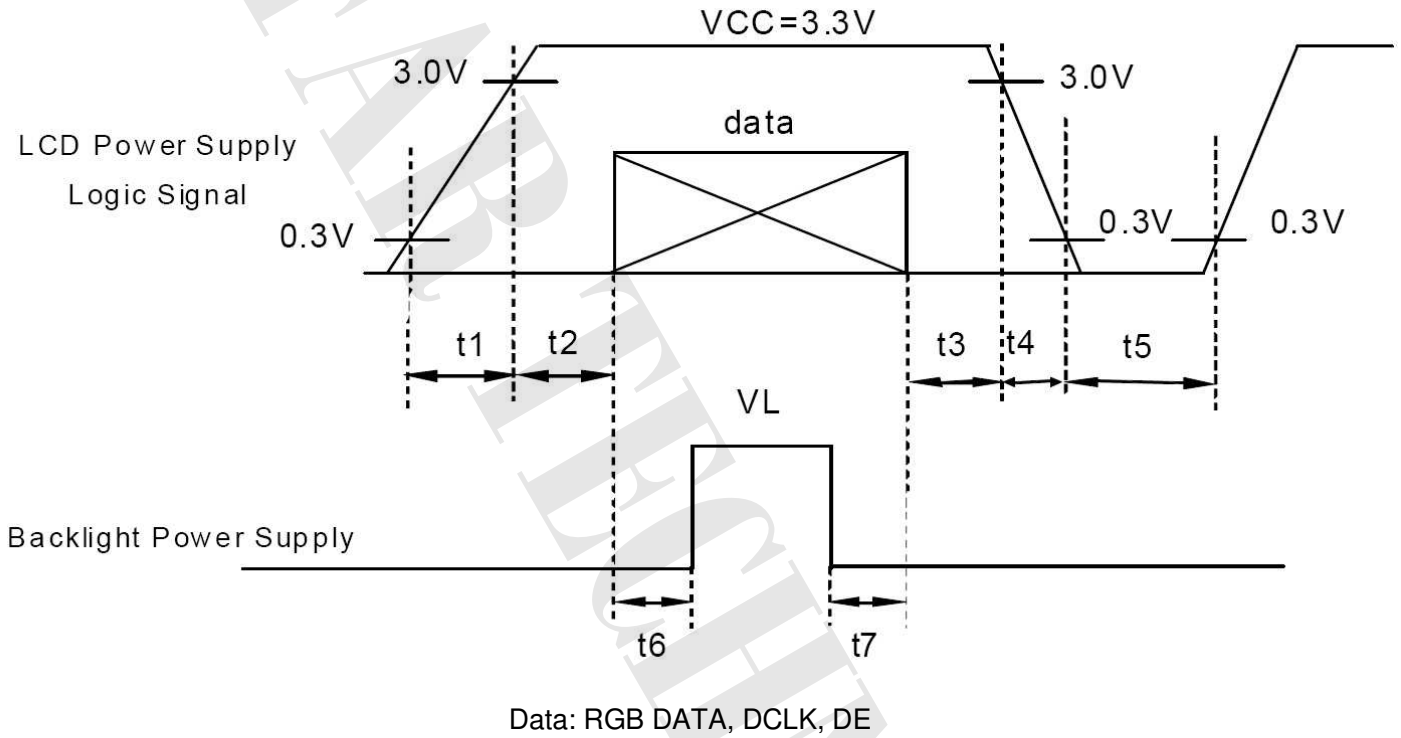 VCC=3.3V
3.0V
3.0V
data
LCD Power Supply
Logic Signal
0.3V
0.3V
0.3V
t1
t2
t3
t4
t5
VL
Backlight Power Supply
t6
t7
Data: RGB DATA, DCLK, DE